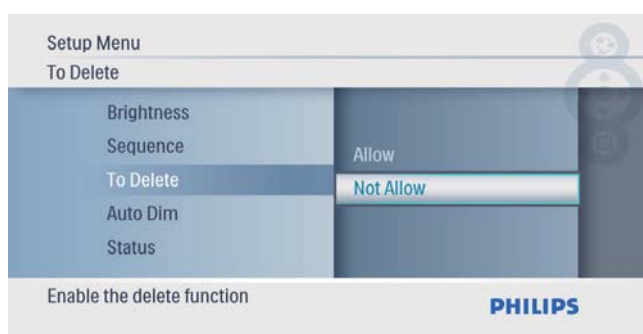 Setup Menu
To Delete
Brightness
Sequence
To Delete
Auto Dim
Status
Allow
Not Allow
Enable the delete function
PHILIPS